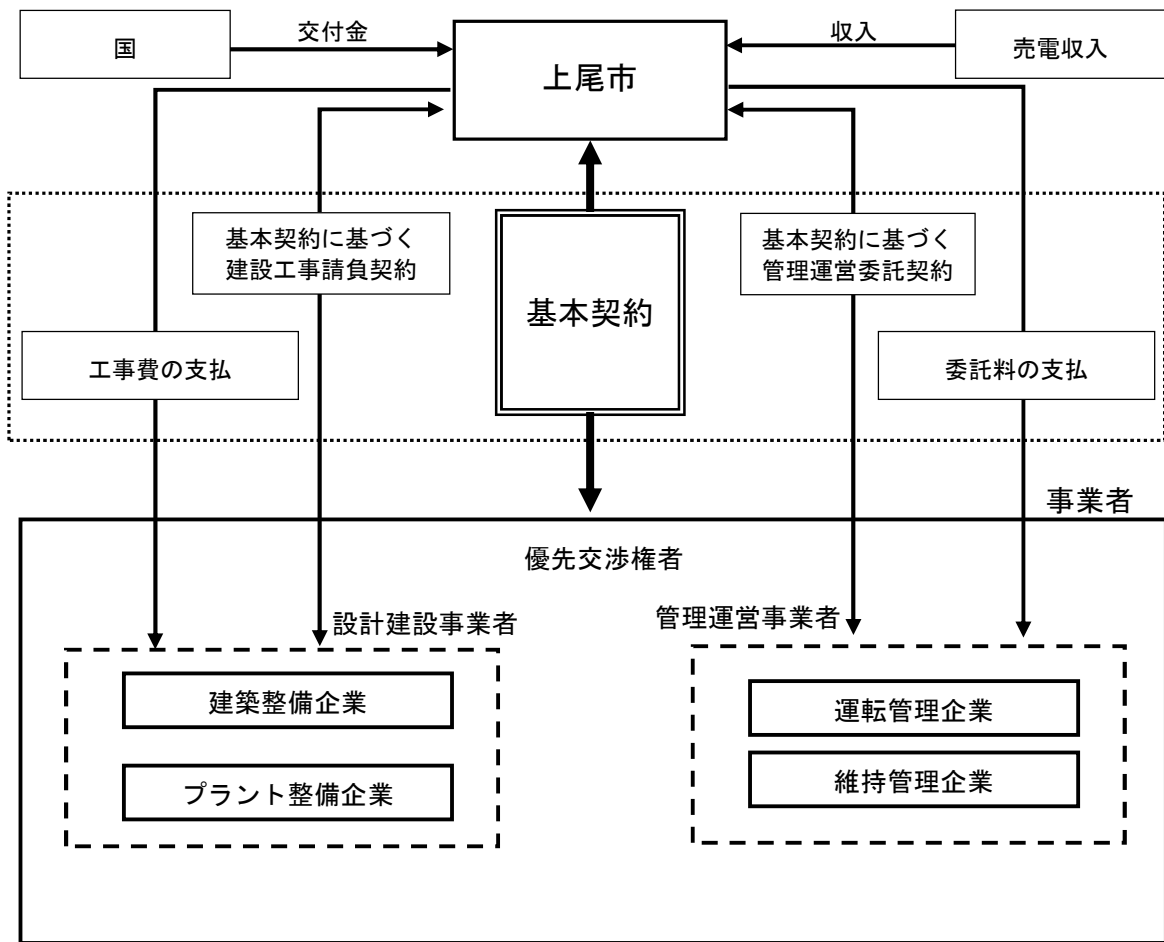 国
交付金
上尾市
収入
売電収入
基本契約に基づく
建設工事請負契約
基本契約
基本契約に基づく
管理運営委託契約
工事費の支払
委託料の支払
事業者
優先交渉権者
設計建設事業者
管理運営事業者
建築整備企業
運転管理企業
プラント整備企業
維持管理企業